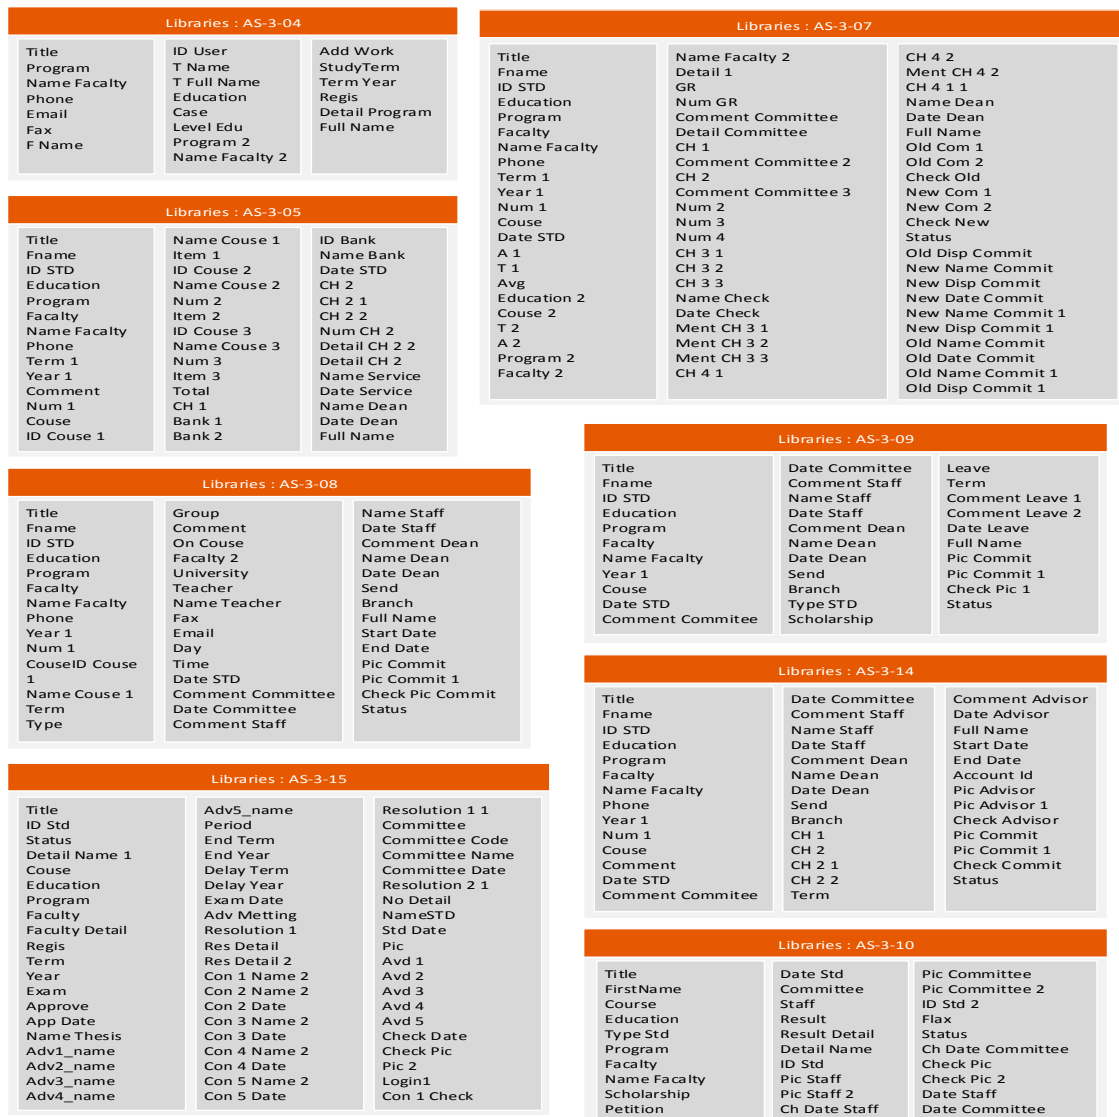 Libraries : AS-3-04
Title
Program
Name Facalty
Phone
Email
Fax
F Name
ID User
T Name
T Full Name
Education
Case
Level Edu
Program 2
Name Facalty 2
Add Work
StudyTerm
Term Year
Regis
Detail Program
Full Name
Libraries : AS-3-07
Title
Fname
ID STD
Education
Program
Facalty
Name Facalty
Phone
Term 1
Year 1
Num 1
Couse
Date STD
A 1
T 1
Avg
Education 2
Couse 2
T 2
A 2
Program 2
Facalty 2
Name Facalty 2
Detail 1
GR
Num GR
Comment Committee
Detail Committee
CH 1
Comment Committee 2
CH 2
Comment Committee 3
Num 2
Num 3
Num 4
CH 3 1
CH 3 2
CH 3 3
Name Check
Date Check
Ment CH 3 1
Ment CH 3 2
Ment CH 3 3
CH 4 1
CH 4 2
Ment CH 4 2
CH 4 1 1
Name Dean
Date Dean
Full Name
Old Com 1
Old Com 2
Check Old
New Com 1
New Com 2
Check New
Status
Old Disp Commit
New Name Commit
New Disp Commit
New Date Commit
New Name Commit 1
New Disp Commit 1
Old Name Commit
Old Date Commit
Old Name Commit 1
Old Disp Commit 1
Libraries : AS-3-05
Title
Fname
ID STD
Education
Program
Facalty
Name Facalty
Phone
Term 1
Year 1
Comment
Num 1
Couse
ID Couse 1
Name Couse 1
Item 1
ID Couse 2
Name Couse 2
Num 2
Item 2
ID Couse 3
Name Couse 3
Num 3
Item 3
Total
CH 1
Bank 1
Bank 2
ID Bank
Name Bank
Date STD
CH 2
CH 2 1
CH 2 2
Num CH 2
Detail CH 2 2
Detail CH 2
Name Service
Date Service
Name Dean
Date Dean
Full Name
Libraries : AS-3-09
Title
Fname
ID STD
Education
Program
Facalty
Name Facalty
Year 1
Couse
Date STD
Comment Commitee
Date Committee
Comment Staff
Name Staff
Date Staff
Comment Dean
Name Dean
Date Dean
Send
Branch
Type STD
Scholarship
Leave
Term
Comment Leave 1
Comment Leave 2
Date Leave
Full Name
Pic Commit
Pic Commit 1
Check Pic 1
Status
Libraries : AS-3-08
Title
Fname
ID STD
Education
Program
Facalty
Name Facalty
Phone
Year 1
Num 1
CouseID Couse
1
Name Couse 1
Term
Type
Group
Comment
On Couse
Facalty 2
University
Teacher
Name Teacher
Fax
Email
Day
Time
Date STD
Comment Committee
Date Committee
Comment Staff
Name Staff
Date Staff
Comment Dean
Name Dean
Date Dean
Send
Branch
Full Name
Start Date
End Date
Pic Commit
Pic Commit 1
Check Pic Commit
Status
Libraries : AS-3-14
Title
Fname
ID STD
Education
Program
Facalty
Name Facalty
Phone
Year 1
Num 1
Couse
Comment
Date STD
Comment Commitee
Date Committee
Comment Staff
Name Staff
Date Staff
Comment Dean
Name Dean
Date Dean
Send
Branch
CH 1
CH 2
CH 2 1
CH 2 2
Term
Comment Advisor
Date Advisor
Full Name
Start Date
End Date
Account Id
Pic Advisor
Pic Advisor 1
Check Advisor
Pic Commit
Pic Commit 1
Check Commit
Status
Libraries : AS-3-15
Title
ID Std
Status
Detail Name 1
Couse
Education
Program
Faculty
Faculty Detail
Regis
Term
Year
Exam
Approve
App Date
Name Thesis
Adv1_name
Adv2_name
Adv3_name
Adv4_name
Adv5_name
Period
End Term
End Year
Delay Term
Delay Year
Exam Date
Adv Metting
Resolution 1
Res Detail
Res Detail 2
Con 1 Name 2
Con 2 Name 2
Con 2 Date
Con 3 Name 2
Con 3 Date
Con 4 Name 2
Con 4 Date
Con 5 Name 2
Con 5 Date
Resolution 1 1
Committee
Committee Code
Committee Name
Committee Date
Resolution 2 1
No Detail
NameSTD
Std Date
Pic
Avd 1
Avd 2
Avd 3
Avd 4
Avd 5
Check Date
Check Pic
Pic 2
Login1
Con 1 Check
Libraries : AS-3-10
Title
FirstName
Course
Education
Type Std
Program
Faculty
Name Faculty
Scholarship
Petition
Date Std
Committee
Staff
Result
Result Detail
Detail Name
ID Std
Pic Staff
Pic Staff 2
Ch Date Staff
Pic Committee
Pic Committee 2
ID Std 2
Flax
Status
Ch Date Committee
Check Pic
Check Pic 2
Date Staff
Date Committee